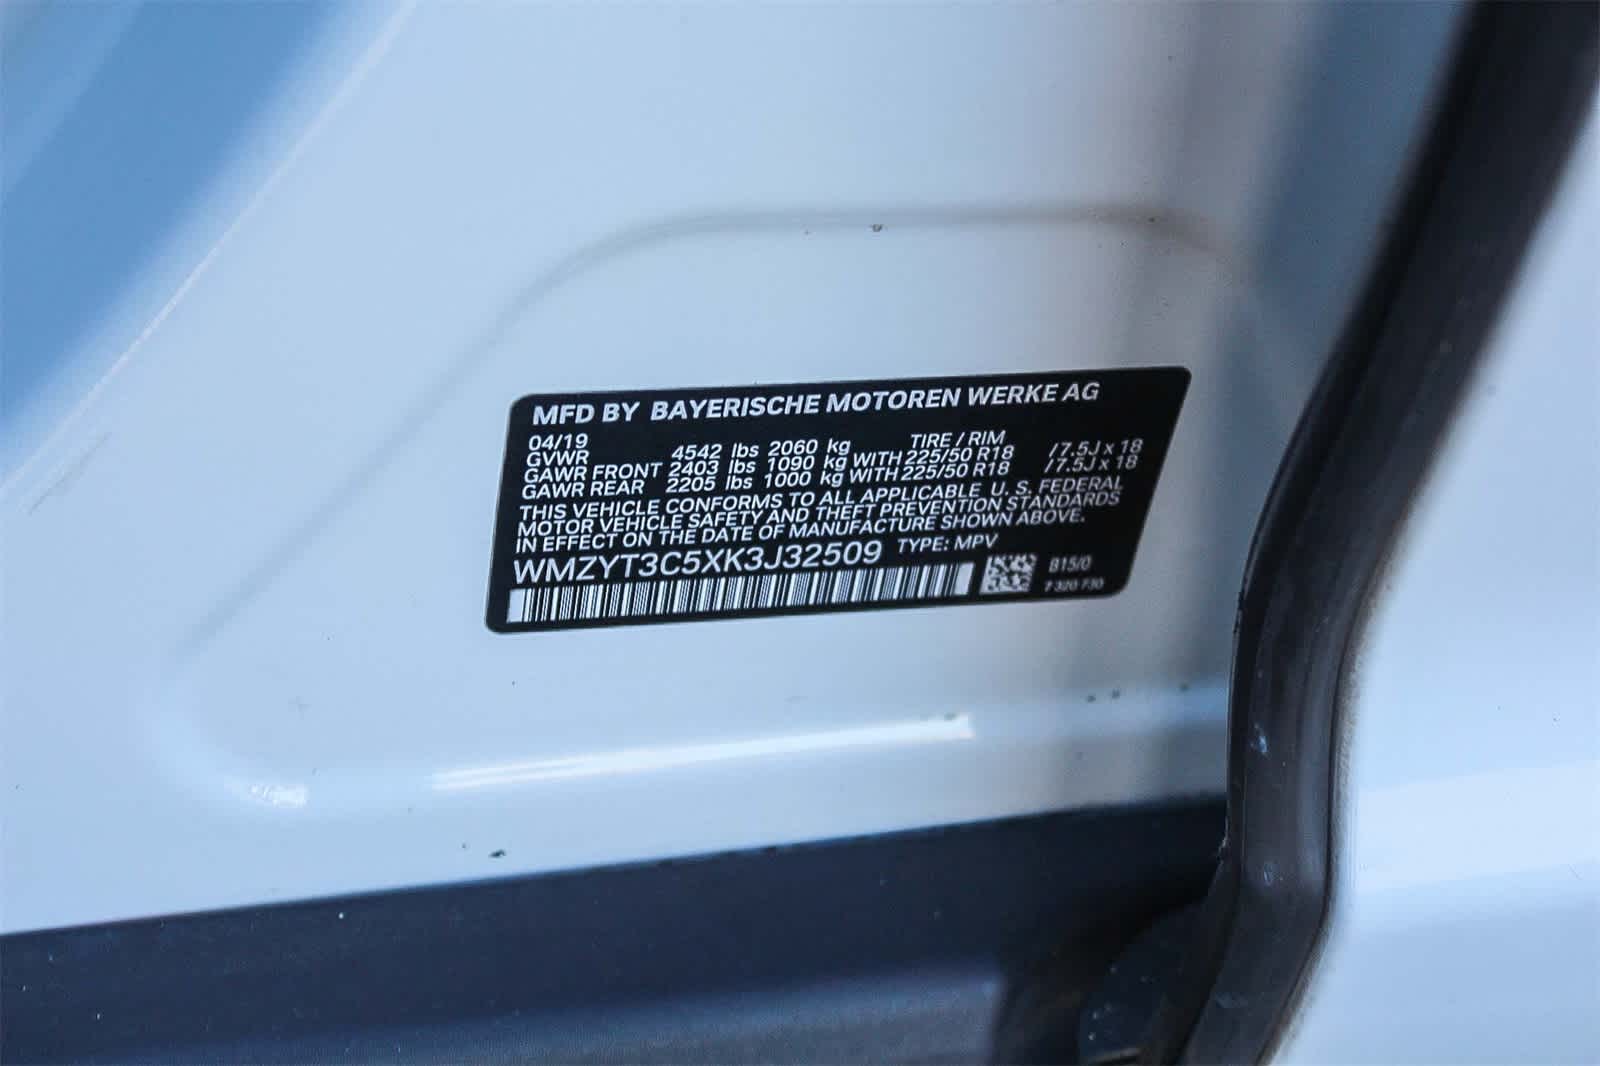 MFD BY BAYERISCHE MOTOREN WERKE AG
04/19 TIRE / RIM
GVWR 4542 lbs 2060 kg
GAWR FRONT 2403 lbs 1090 kg WITH 225/50 R18 / 7.5J x 18
GAWR REAR 2205 lbs 1000 kg WITH 225/50 R18 / 7.5J x 18
THIS VEHICLE CONFORMS TO ALL APPLICABLE U. S. FEDERAL
MOTOR VEHICLE SAFETY AND THEFT PREVENTION STANDARDS
IN EFFECT ON THE DATE OF MANUFACTURE SHOWN ABOVE.
WMZYT3C5XK3J32509 TYPE: MPV
B15/0
7 320 730